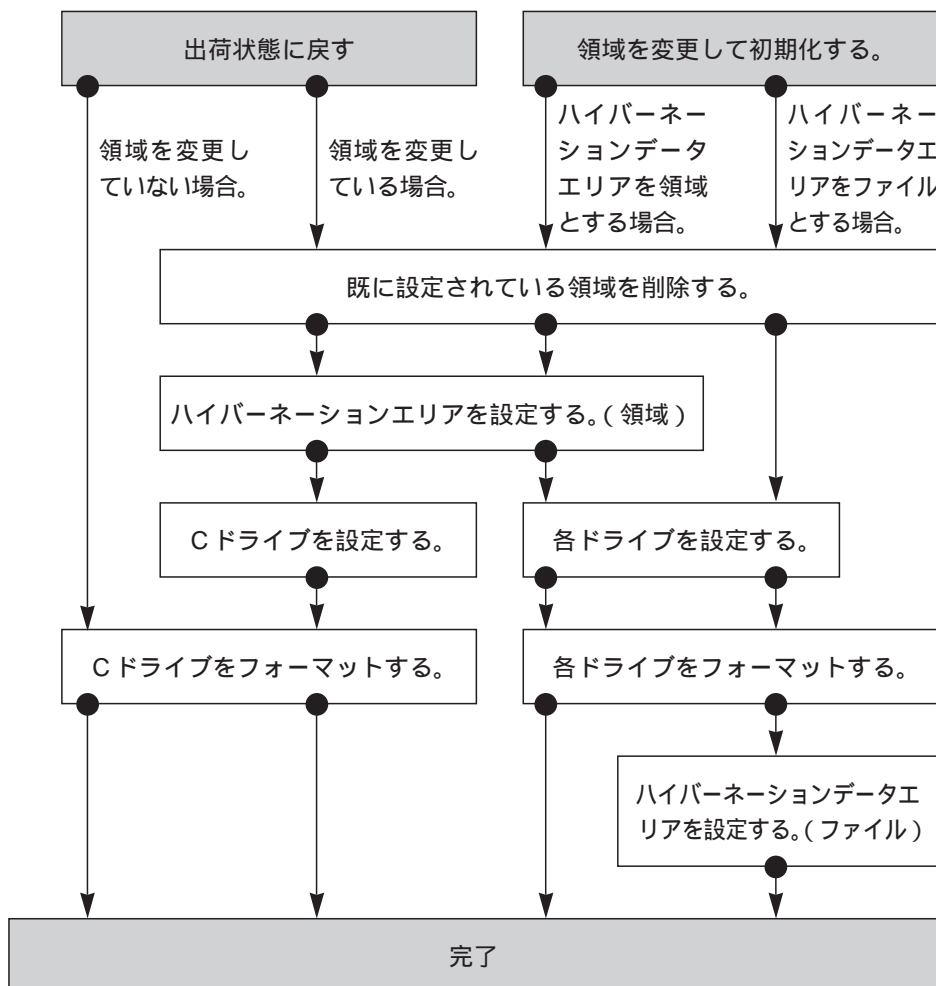 出荷状態に戻す
領域を変更して初期化する。
領域を変更し
ていない場合。
領域を変更し
ている場合。
ハイバーネー
ションデータ
エリアを領域
とする場合。
ハイバーネー
ションデータエ
リアをファイル
とする場合。
既に設定されている領域を削除する。
ハイバーネーションエリアを設定する。(領域)
Cドライブを設定する。
各ドライブを設定する。
Cドライブをフォーマットする。
各ドライブをフォーマットする。
ハイバーネーションデータエ
リアを設定する。(ファイル)
完了